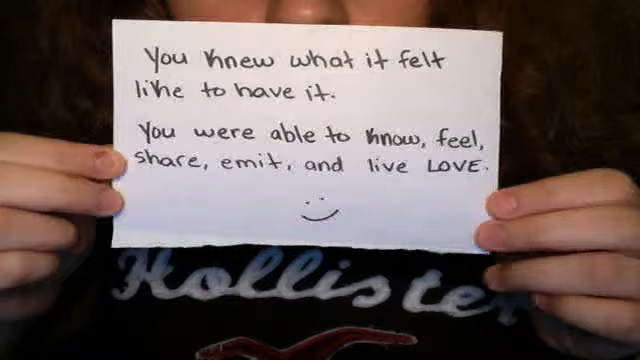 You knew what it felt
like to have it.
You were able to know, feel,
share, emit, and live LOVE.
Hollister